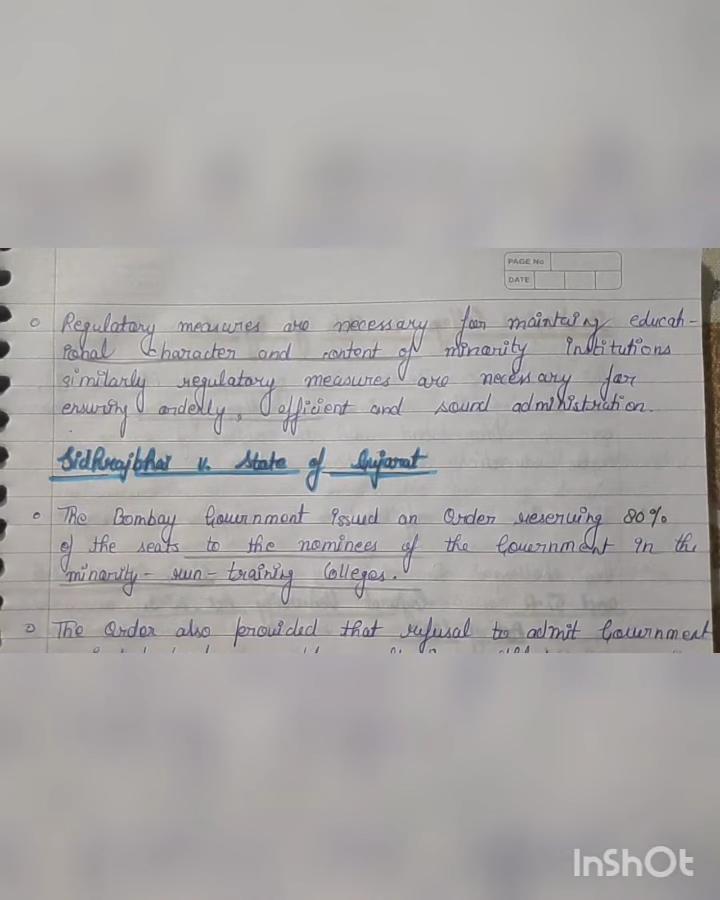 PAGE No
DATE
Regulatory measures are necessary for maintaing educat-
ional character and content of minority institutions
similarly regulatory measures are necessary for
ensuring orderly, efficient and sound administration.
Sidhrajbhai v. State of Gujarat
The Bombay Government issued an Order reserving 80%
of the seats to the nominees of the Government in the
minority-run-training Colleges.
The Order also provided that refusal to admit Government
InShOt